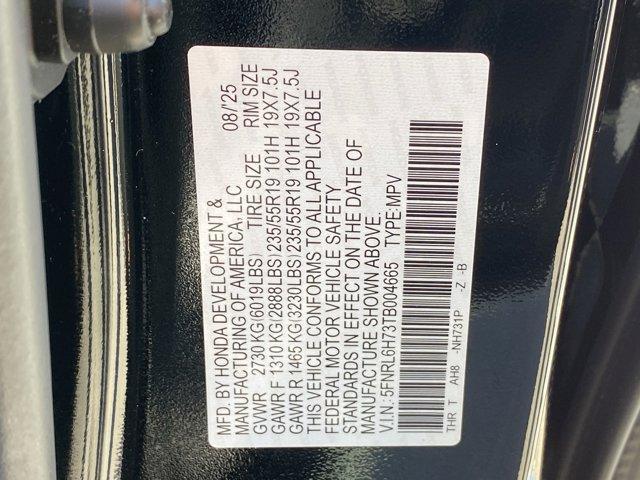 MFD. BY HONDA DEVELOPMENT &
MANUFACTURING OF AMERICA, LLC 08/'25
GVWR 2730 KG(6019LBS) TIRE SIZE RIM SIZE
GAWR F 1310 KG(2888LBS) 235/55R19 101H 19X7.5J
GAWR R 1465 KG(3230LBS) 235/55R19 101H 19X7.5J
THIS VEHICLE CONFORMS TO ALL APPLICABLE
FEDERAL MOTOR VEHICLE SAFETY
STANDARDS IN EFFECT ON THE DATE OF
MANUFACTURE SHOWN ABOVE.
V.I.N.: 5FNRL6H73TB004665 TYPE:MPV
THR T AH8 -NH731P -Z -B